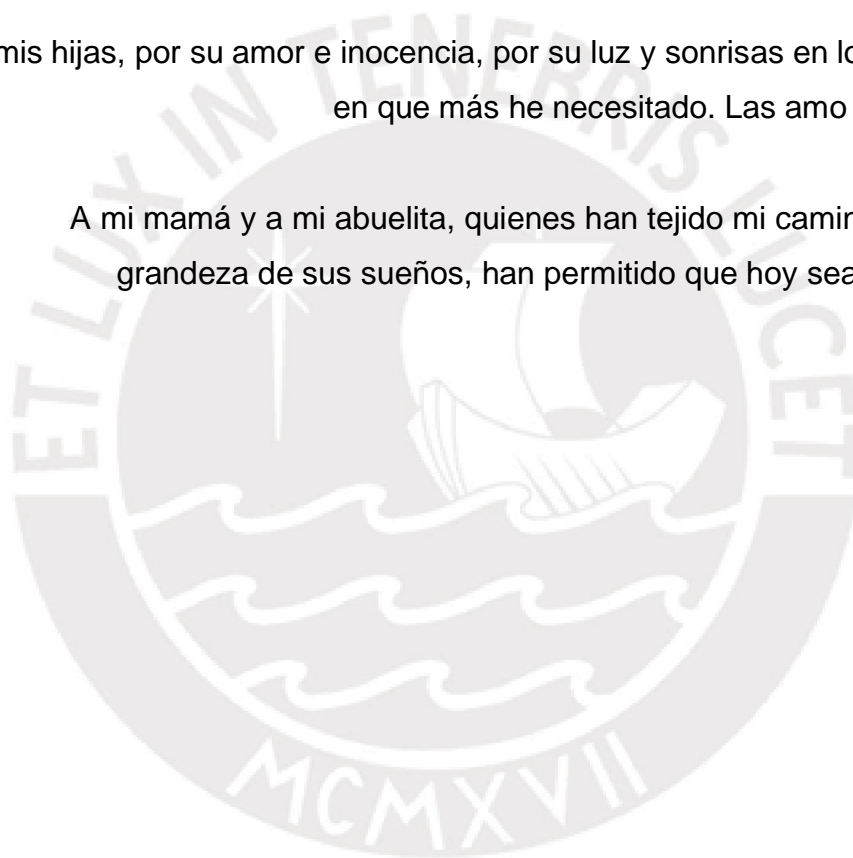 mis hijas, por su amor e inocencia, por su luz y sonrisas en lo
en que más he necesitado. Las amo
A mi mamá y a mi abuelita, quienes han tejido mi camin
grandeza de sus sueños, han permitido que hoy sea
ET LUX IN TENEBRIS LUCET
MCMXVII